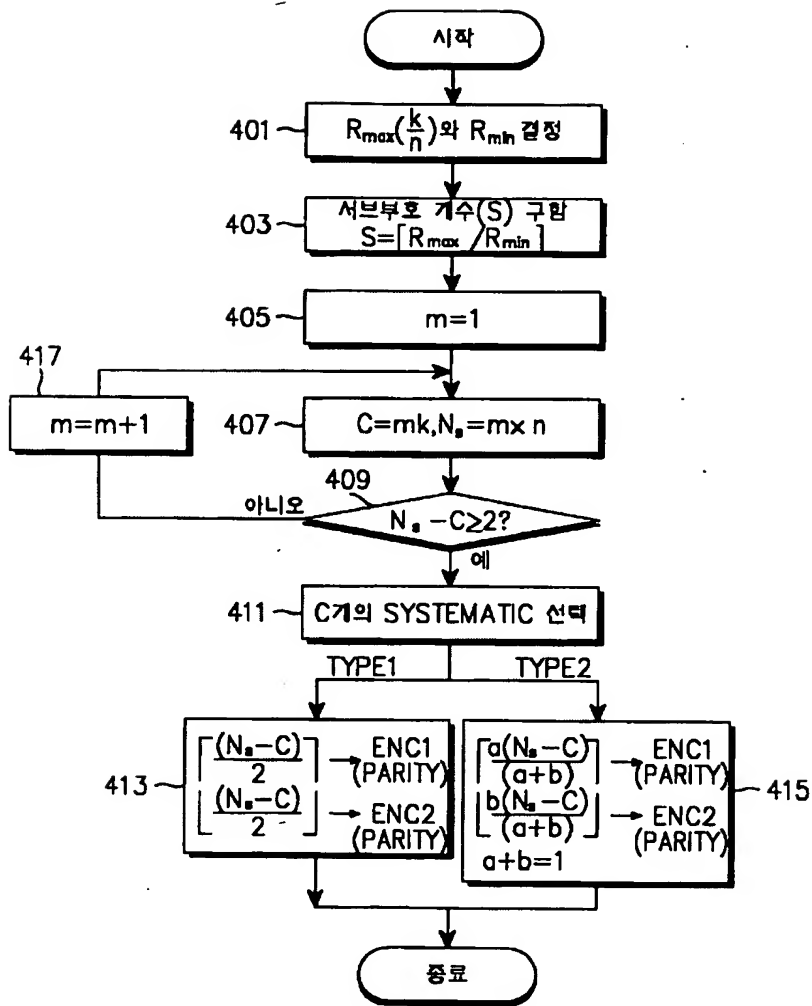 시작
401
R_max(k/n)와 R_min 결정
403
서브부호 개수(S) 구함
S=⌈R_max/R_min⌉
405
m=1
417
m=m+1
407
C=mk,N_s=m×n
409
아니오
N_s-C≥2?
예
411
C개의 SYSTEMATIC 선택
TYPE1
TYPE2
413
⌈(N_s-C)/2⌉ → ENC1
(PARITY)
⌊(N_s-C)/2⌋ → ENC2
(PARITY)
⌈a(N_s-C)/(a+b)⌉ → ENC1
(PARITY)
⌊b(N_s-C)/(a+b)⌋ → ENC2
(PARITY)
a+b=1
415
종료